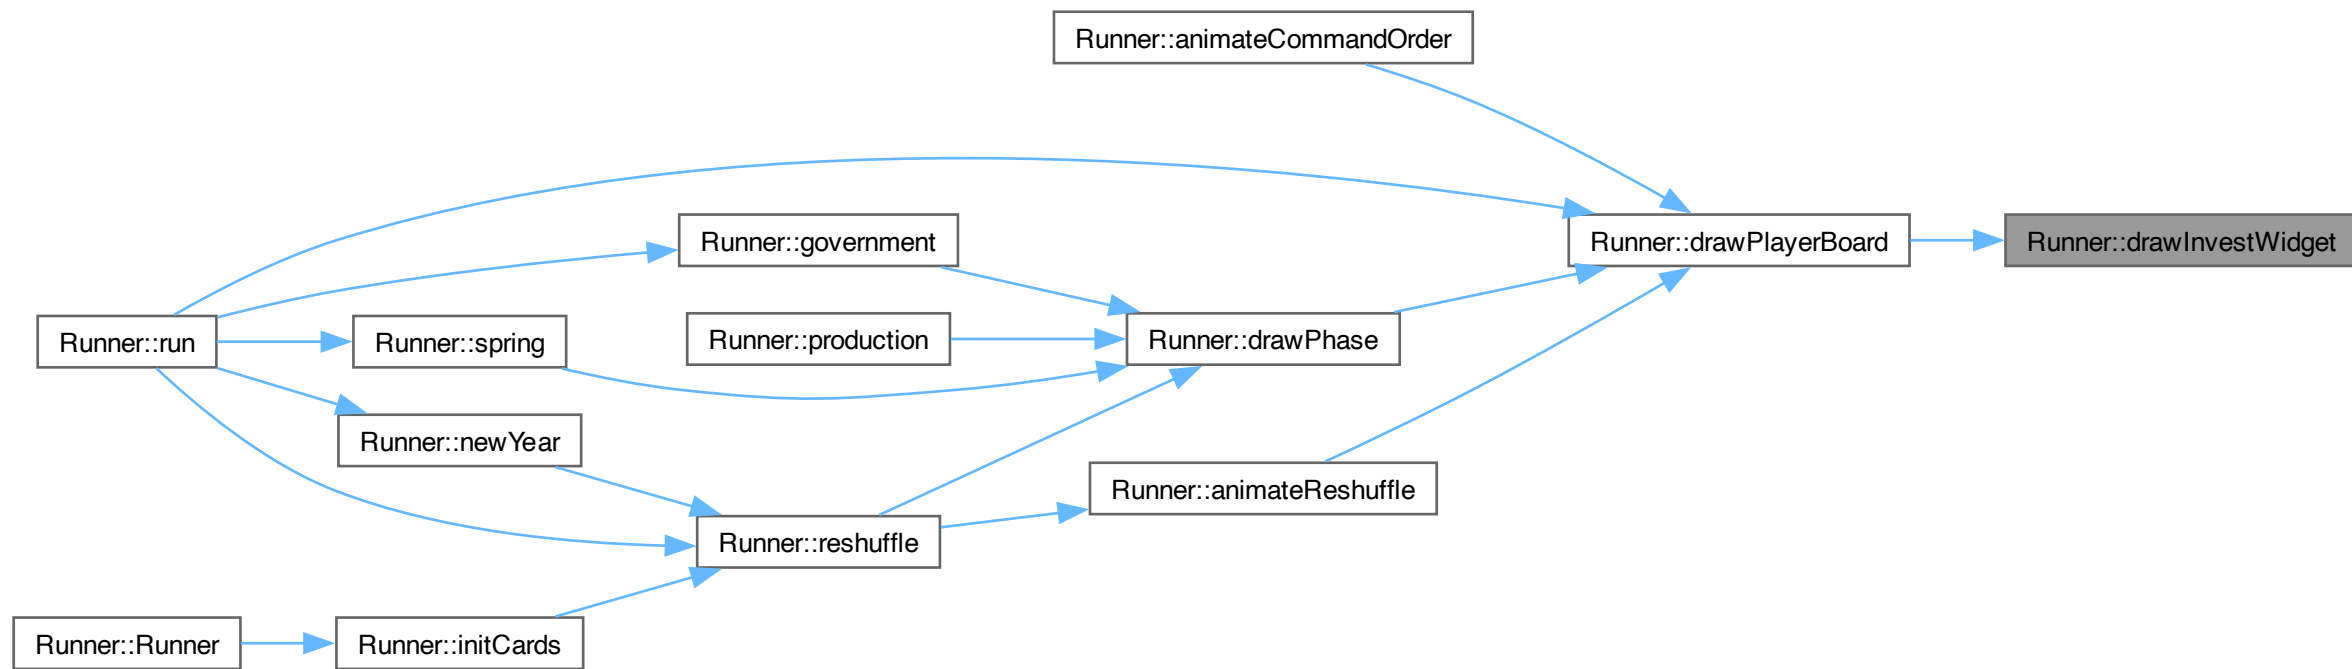 Runner::animateCommandOrder
Runner::government
Runner::drawPlayerBoard
Runner::drawInvestWidget
Runner::run
Runner::spring
Runner::production
Runner::drawPhase
Runner::newYear
Runner::animateReshuffle
Runner::reshuffle
Runner::Runner
Runner::initCards